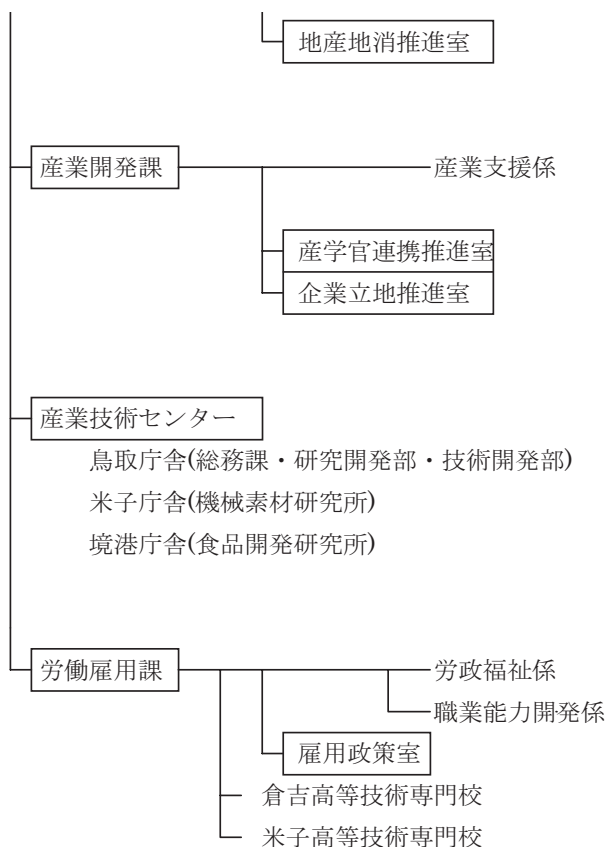 地産地消推進室
産業開発課 産業支援係
産学官連携推進室
企業立地推進室
産業技術センター
鳥取庁舎(総務課・研究開発部・技術開発部)
米子庁舎(機械素材研究所)
境港庁舎(食品開発研究所)
労働雇用課 労政福祉係
職業能力開発係
雇用政策室
倉吉高等技術専門校
米子高等技術専門校